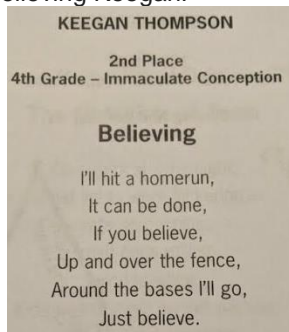 KEEGAN THOMPSON
2nd Place
4th Grade – Immaculate Conception
Believing
I'll hit a homerun,
It can be done,
If you believe,
Up and over the fence,
Around the bases I'll go,
Just believe.